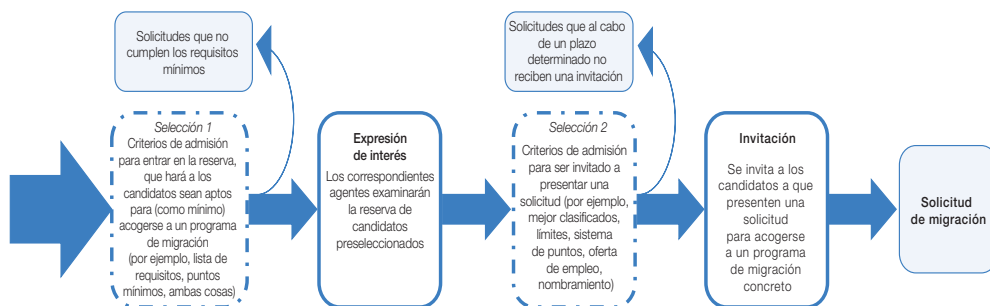 Solicitudes que no
cumplen los requisitos
mínimos
Solicitudes que al cabo
de un plazo
determinado no
reciben una invitación
Selección 1
Criterios de admisión
para entrar en la reserva,
que hará a los
candidatos sean aptos
para (como mínimo)
acogerse a un programa
de migración
(por ejemplo, lista de
requisitos, puntos
mínimos, ambas cosas)
Expresión
de interés
Los correspondientes
agentes examinarán
la reserva de
candidatos
preseleccionados
Selección 2
Criterios de admisión
para ser invitado a
presentar una
solicitud (por ejemplo,
mejor clasificados,
límites, sistema
de puntos, oferta
de empleo,
nombramiento)
Invitación
Se invita a los
candidatos a que
presenten una
solicitud
para acogerse
a un programa
de migración
concreto
Solicitud
de migración